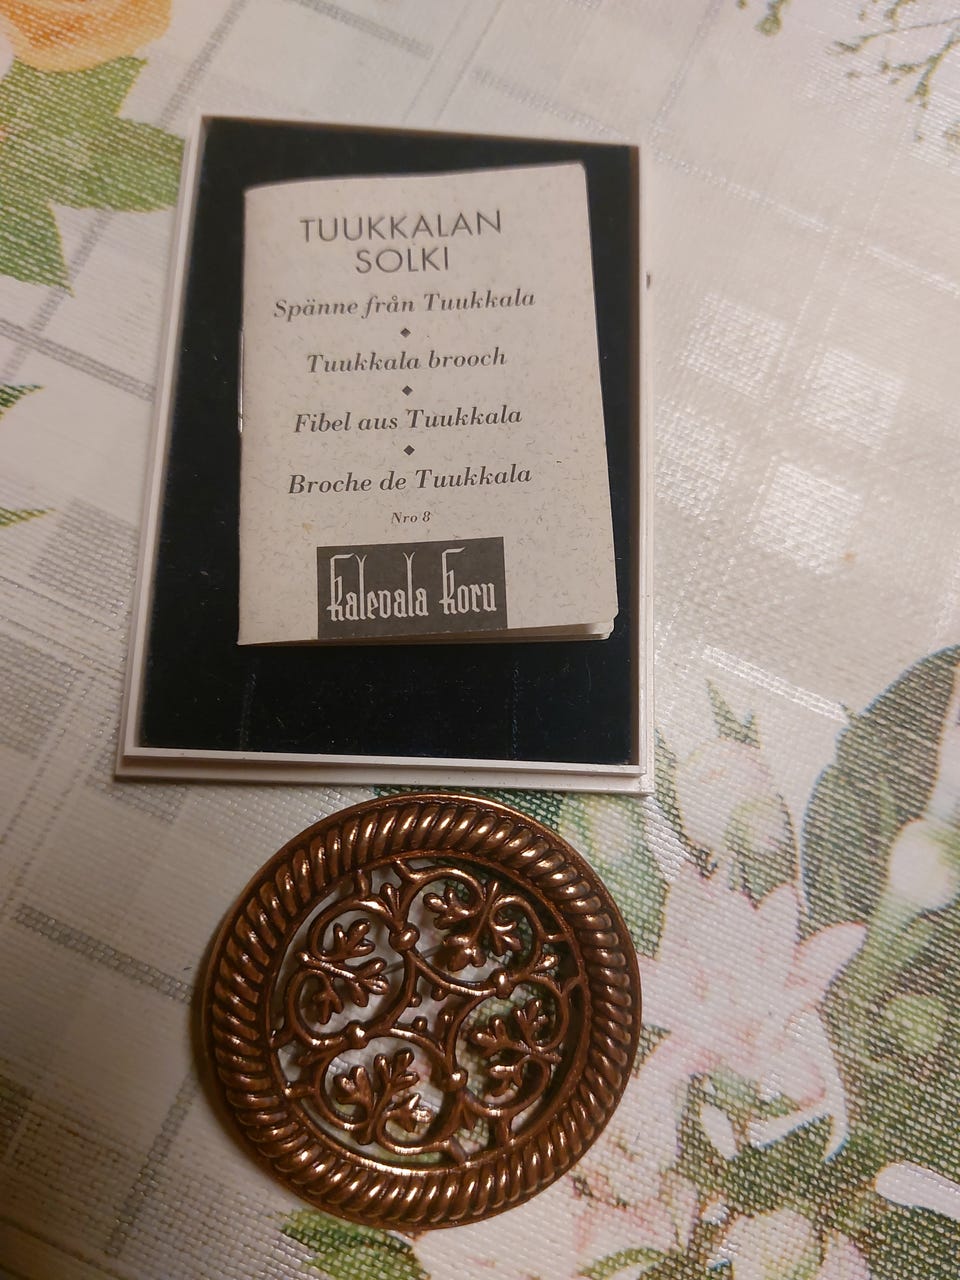 TUUKKALAN
SOLKI
Spänne från Tuukkala
Tuukkala brooch
Fibel aus Tuukkala
Broche de Tuukkala
Nro 8
Kalevala Koru